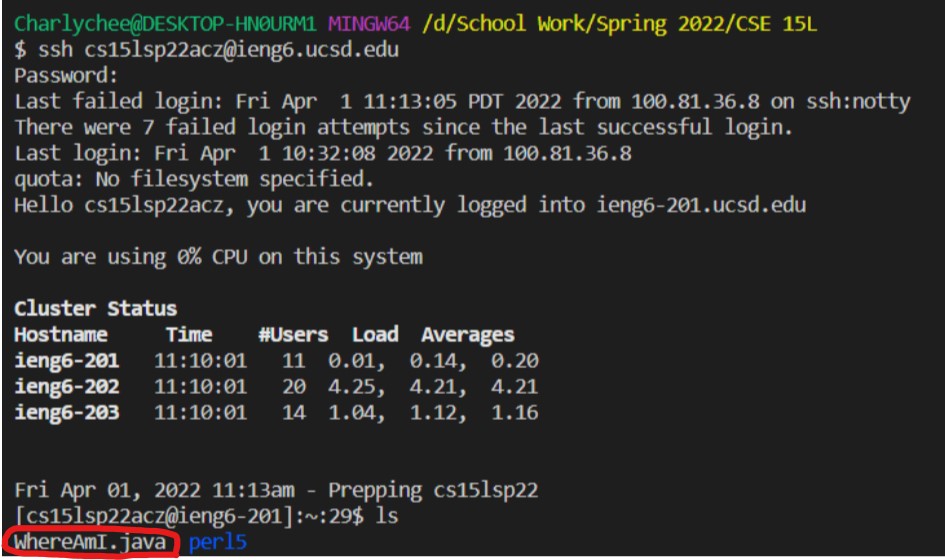 Charlychee@DESKTOP-HN0URM1 MINGW64 /d/School Work/Spring 2022/CSE 15L
$ ssh cs15lsp22acz@ieng6.ucsd.edu
Password:
Last failed login: Fri Apr  1 11:13:05 PDT 2022 from 100.81.36.8 on ssh:notty
There were 7 failed login attempts since the last successful login.
Last login: Fri Apr  1 10:32:08 2022 from 100.81.36.8
quota: No filesystem specified.
Hello cs15lsp22acz, you are currently logged into ieng6-201.ucsd.edu
You are using 0% CPU on this system
Cluster Status
Hostname     Time    #Users  Load  Averages
ieng6-201   11:10:01   11  0.01,  0.14,  0.20
ieng6-202   11:10:01   20  4.25,  4.21,  4.21
ieng6-203   11:10:01   14  1.04,  1.12,  1.16
Fri Apr 01, 2022 11:13am - Prepping cs15lsp22
[cs15lsp22acz@ieng6-201]:~:29$ ls
WhereAmI.java  perl5